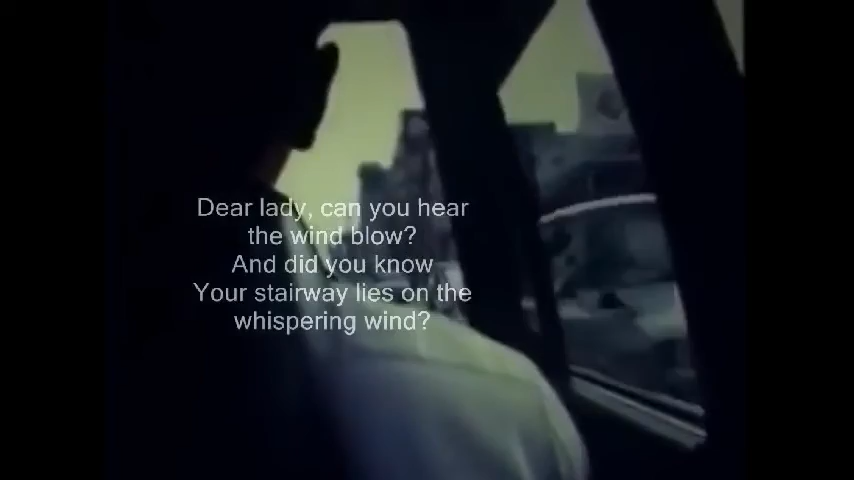 Dear lady, can you hear
the wind blow?
And did you know
Your stairway lies on the
whispering wind?